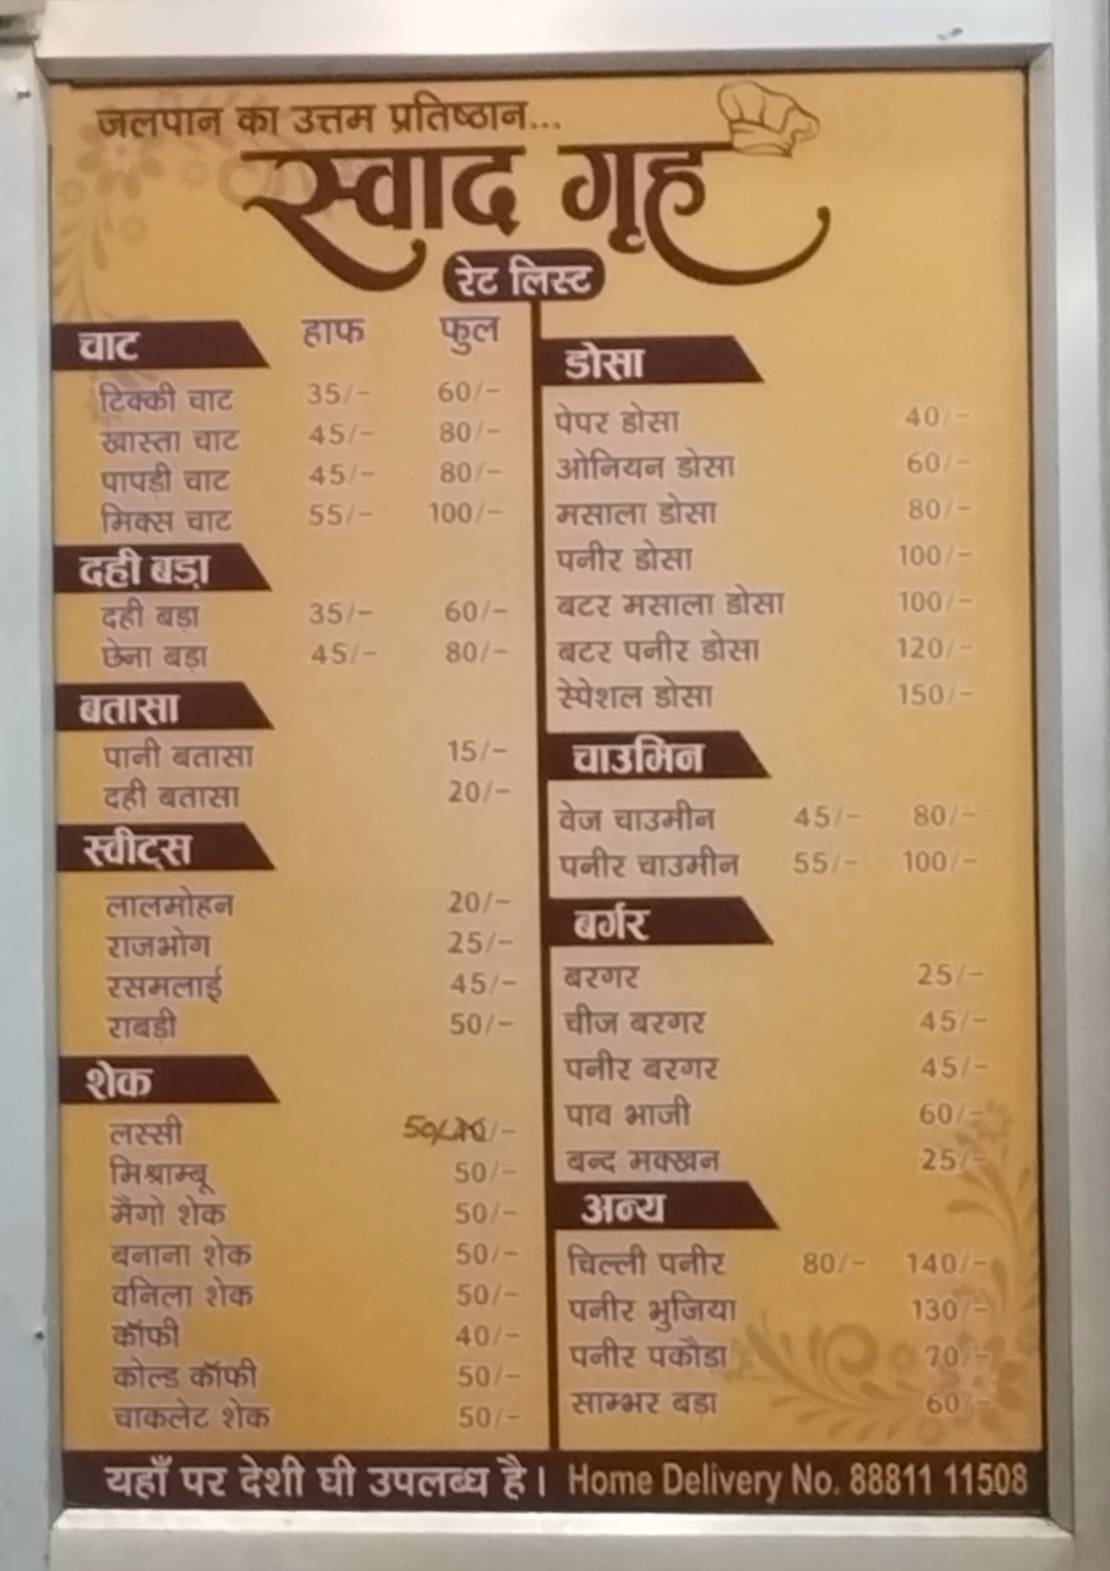 जलपान का उत्तम प्रतिष्ठान...
स्वाद गृह
रेट लिस्ट
चाट हाफ फुल
टिक्की चाट 35/- 60/-
खास्ता चाट 45/- 80/-
पापड़ी चाट 45/- 80/-
मिक्स चाट 55/- 100/-
दही बड़ा
दही बड़ा 35/- 60/-
छेना बड़ा 45/- 80/-
बतासा
पानी बतासा 15/-
दही बतासा 20/-
स्वीट्स
लालमोहन 20/-
राजभोग 25/-
रसमलाई 45/-
राबड़ी 50/-
शेक
लस्सी 50/-
मिश्राम्बू 50/-
मैंगो शेक 50/-
बनाना शेक 50/-
वनिला शेक 50/-
कॉफी 40/-
कोल्ड कॉफी 50/-
चाकलेट शेक 50/-
डोसा
पेपर डोसा 40/-
ओनियन डोसा 60/-
मसाला डोसा 80/-
पनीर डोसा 100/-
बटर मसाला डोसा 100/-
बटर पनीर डोसा 120/-
स्पेशल डोसा 150/-
चाउमिन
वेज चाउमीन 45/- 80/-
पनीर चाउमीन 55/- 100/-
बर्गर
बरगर 25/-
चीज बरगर 45/-
पनीर बरगर 45/-
पाव भाजी 60/-
बन्द मक्खन 25/-
अन्य
चिल्ली पनीर 80/- 140/-
पनीर भुजिया 130/-
पनीर पकौड़ा 70/-
साम्भर बड़ा 60/-
यहाँ पर देशी घी उपलब्ध है। Home Delivery No. 88811 11508